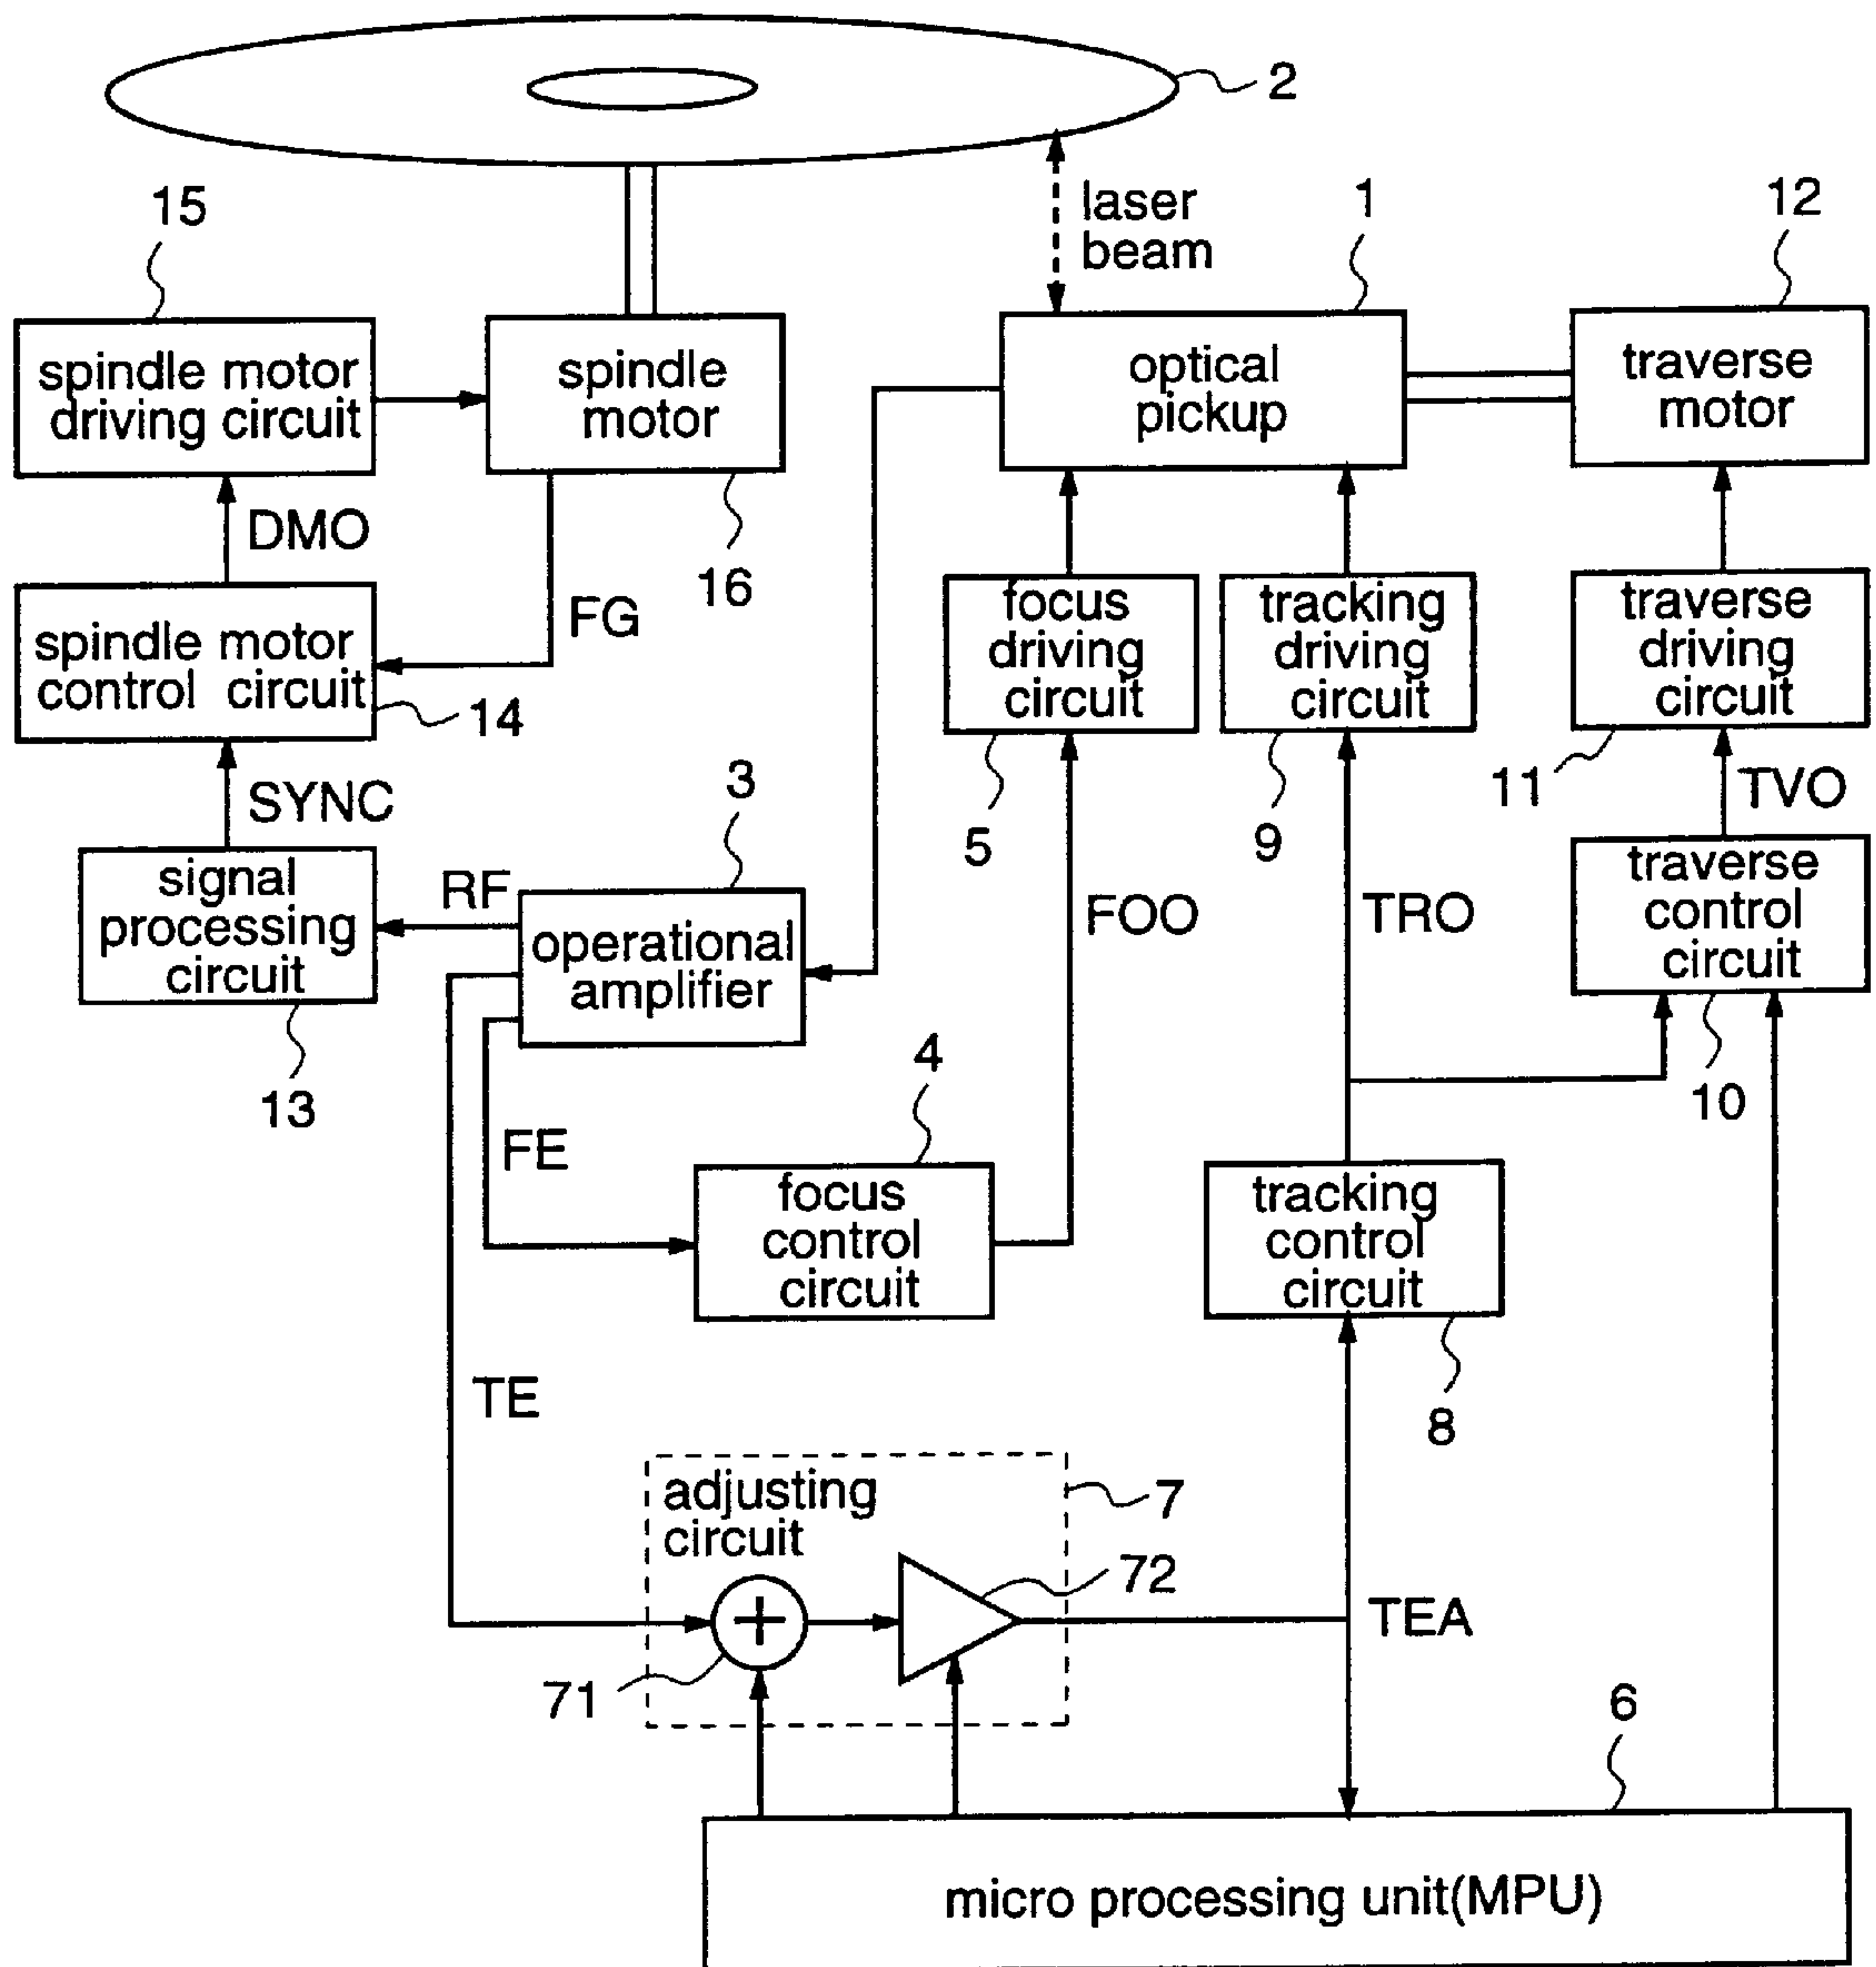 2
15
laser
beam
1
12
spindle motor
driving circuit
spindle
motor
optical
pickup
traverse
motor
DMO
16
FG
spindle motor
control circuit
14
focus
driving
circuit
tracking
driving
circuit
traverse
driving
circuit
SYNC
3
5
9
11
TVO
signal
processing
circuit
RF
operational
amplifier
FOO
TRO
traverse
control
circuit
13
4
10
FE
focus
control
circuit
tracking
control
circuit
TE
8
adjusting
circuit
7
72
+
TEA
71
6
micro processing unit(MPU)